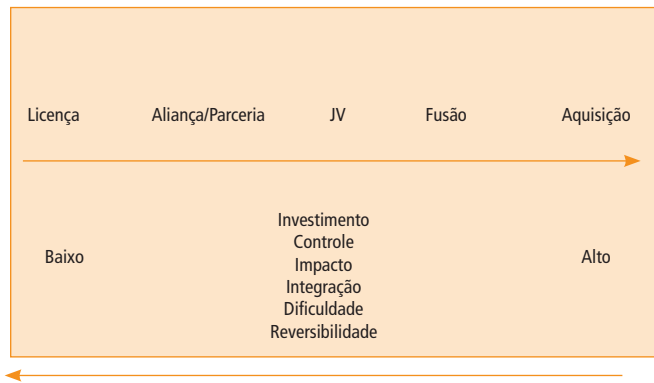 Licença Aliança/Parceria JV Fusão Aquisição
Investimento
Controle
Baixo Impacto Alto
Integração
Dificuldade
Reversibilidade